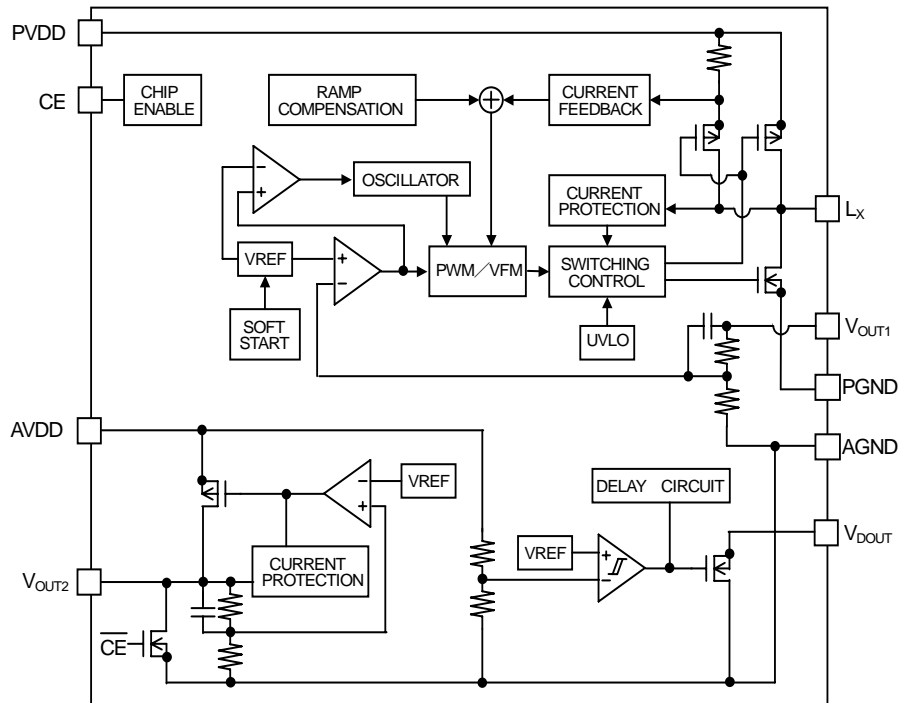 PVDD
CE
CHIP
ENABLE
RAMP
COMPENSATION
CURRENT
FEEDBACK
−
+
OSCILLATOR
CURRENT
PROTECTION
LX
VREF
+
−
PWM/VFM
SWITCHING
CONTROL
SOFT
START
UVLO
VOUT1
PGND
AVDD
AGND
−
+
VREF
DELAY CIRCUIT
CURRENT
PROTECTION
VREF
+
−
VDOUT
VOUT2
C̅E̅